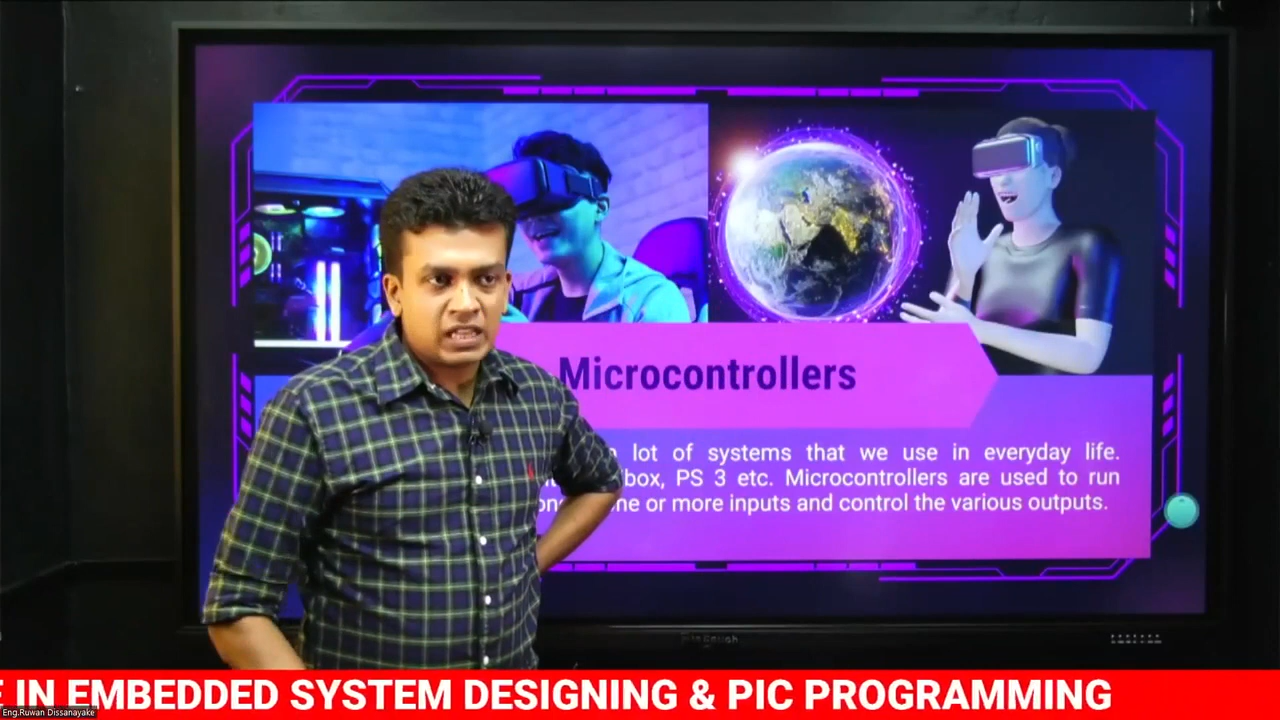 Microcontrollers
lot of systems that we use in everyday life.
box, PS 3 etc. Microcontrollers are used to run
one or more inputs and control the various outputs.
IN EMBEDDED SYSTEM DESIGNING & PIC PROGRAMMING
Eng.Ruwan Dissanayake